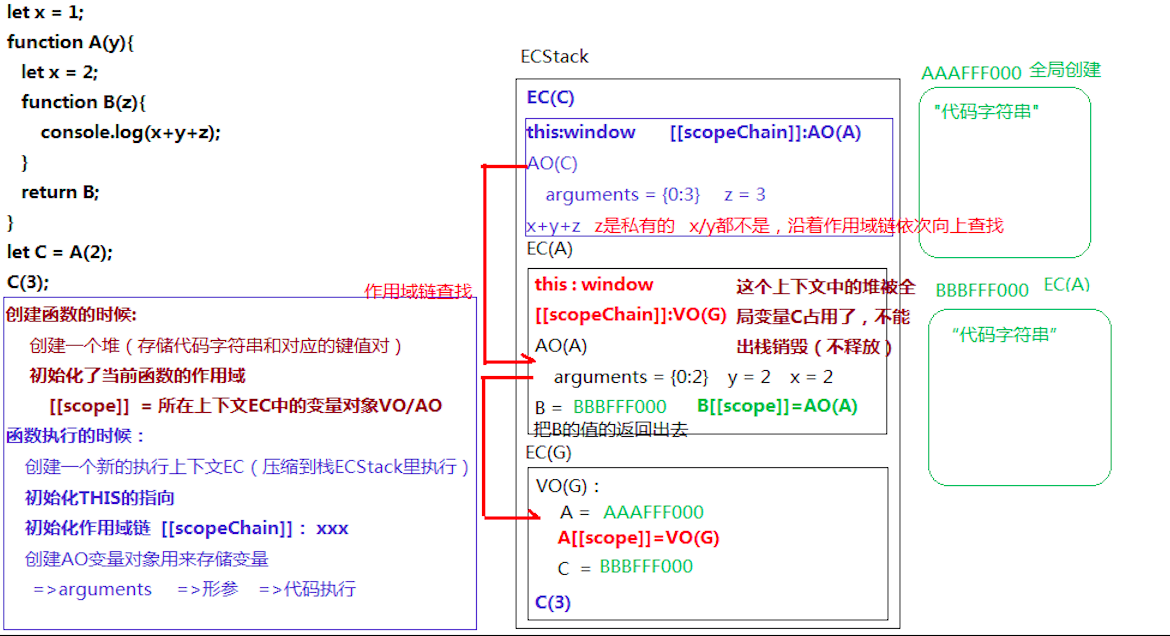 let x = 1;
function A(y){
let x = 2;
function B(z){
console.log(x+y+z);
}
return B;
}
let C = A(2);
C(3);
作用域链查找
创建函数的时候:
创建一个堆（存储代码字符串和对应的键值对）
初始化了当前函数的作用域
[[scope]] = 所在上下文EC中的变量对象VO/AO
函数执行的时候：
创建一个新的执行上下文EC（压缩到栈ECStack里执行）
初始化THIS的指向
初始化作用域链 [[scopeChain]]： xxx
创建AO变量对象用来存储变量
=>arguments =>形参 =>代码执行
ECStack
EC(C)
this:window [[scopeChain]]:AO(A)
AO(C)
arguments = {0:3} z = 3
x+y+z z是私有的 x/y都不是，沿着作用域链依次向上查找
EC(A)
this : window
[[scopeChain]]:VO(G)
这个上下文中的堆被全
局变量C占用了，不能
出栈销毁（不释放）
AO(A)
arguments = {0:2} y = 2 x = 2
B = BBBFFF000 B[[scope]]=AO(A)
把B的值的返回出去
EC(G)
VO(G)：
A = AAAFFF000
A[[scope]]=VO(G)
C = BBBFFF000
C(3)
AAAFFF000 全局创建
"代码字符串"
BBBFFF000 EC(A)
“代码字符串”